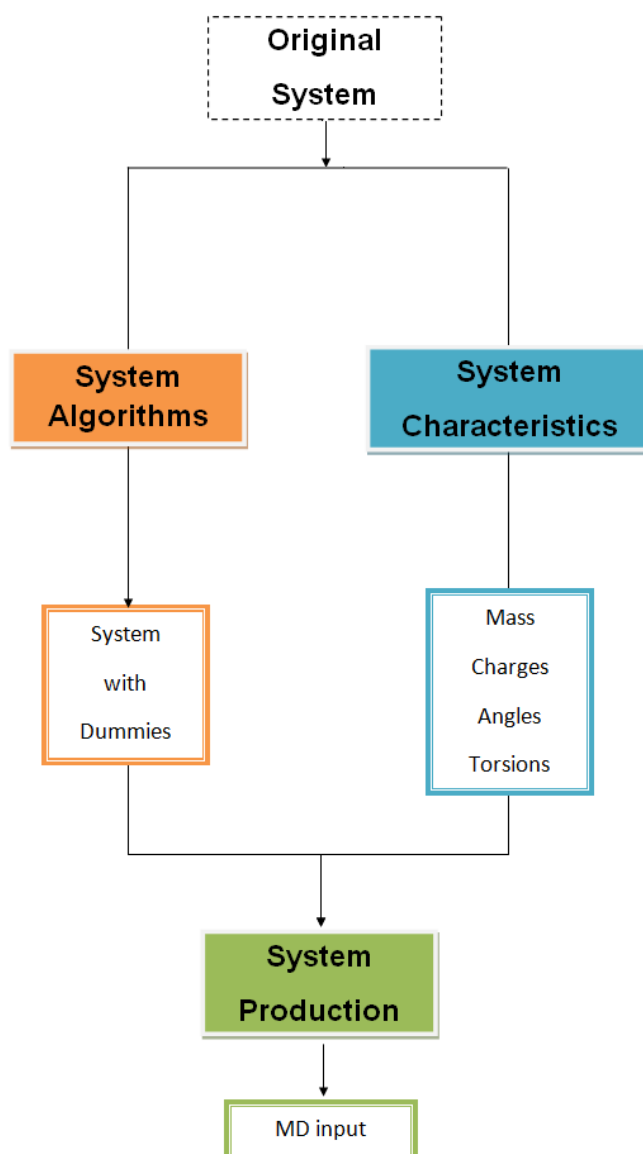 Original
System
System
Algorithms
System
Characteristics
System
with
Dummies
Mass
Charges
Angles
Torsions
System
Production
MD input